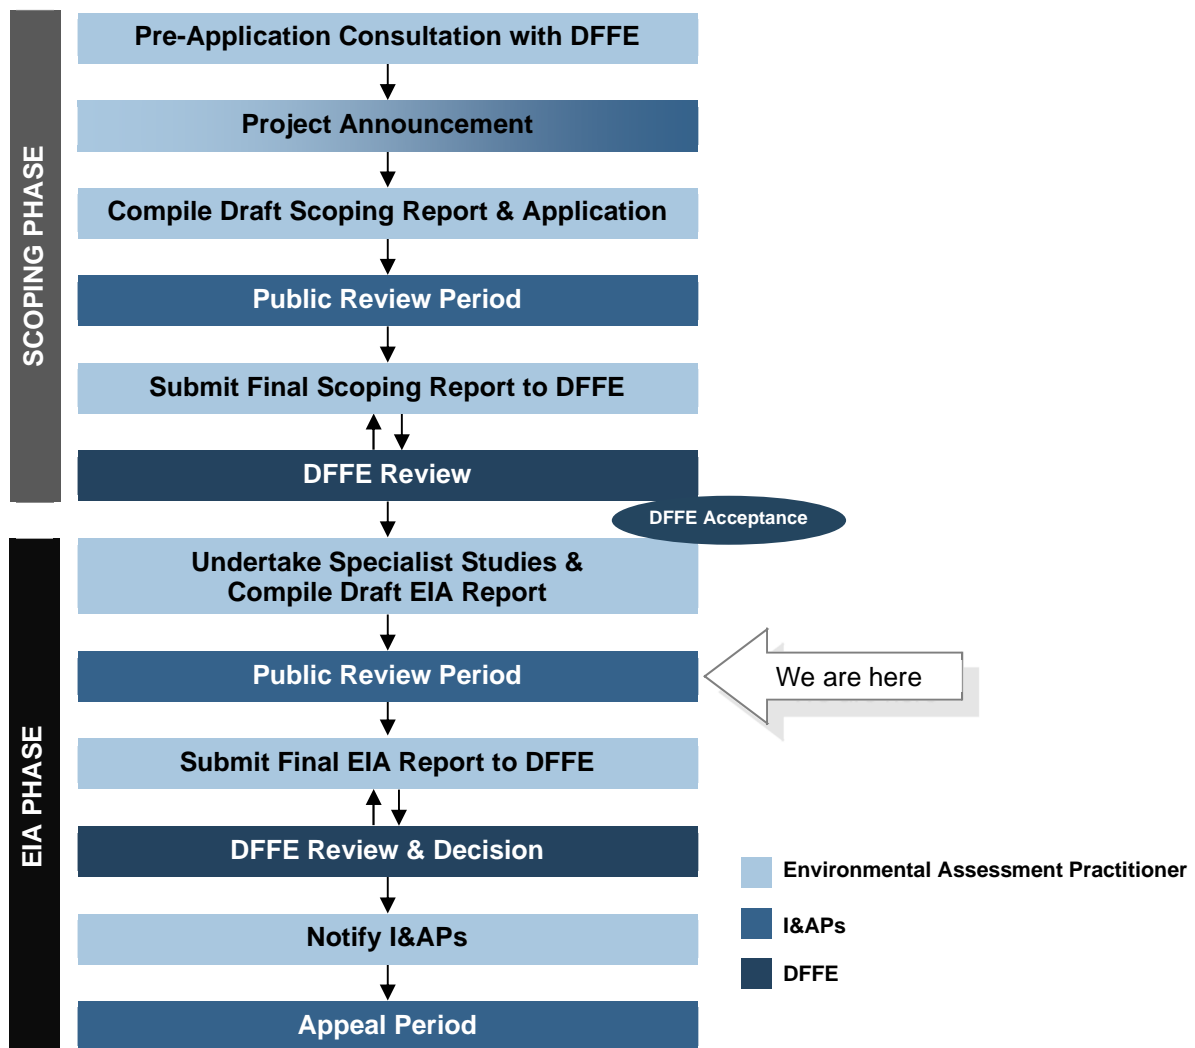 SCOPING PHASE
Pre-Application Consultation with DFFE
Project Announcement
Compile Draft Scoping Report & Application
Public Review Period
Submit Final Scoping Report to DFFE
DFFE Review
DFFE Acceptance
EIA PHASE
Undertake Specialist Studies &
Compile Draft EIA Report
Public Review Period
We are here
Submit Final EIA Report to DFFE
DFFE Review & Decision
Notify I&APs
Appeal Period
Environmental Assessment Practitioner
I&APs
DFFE